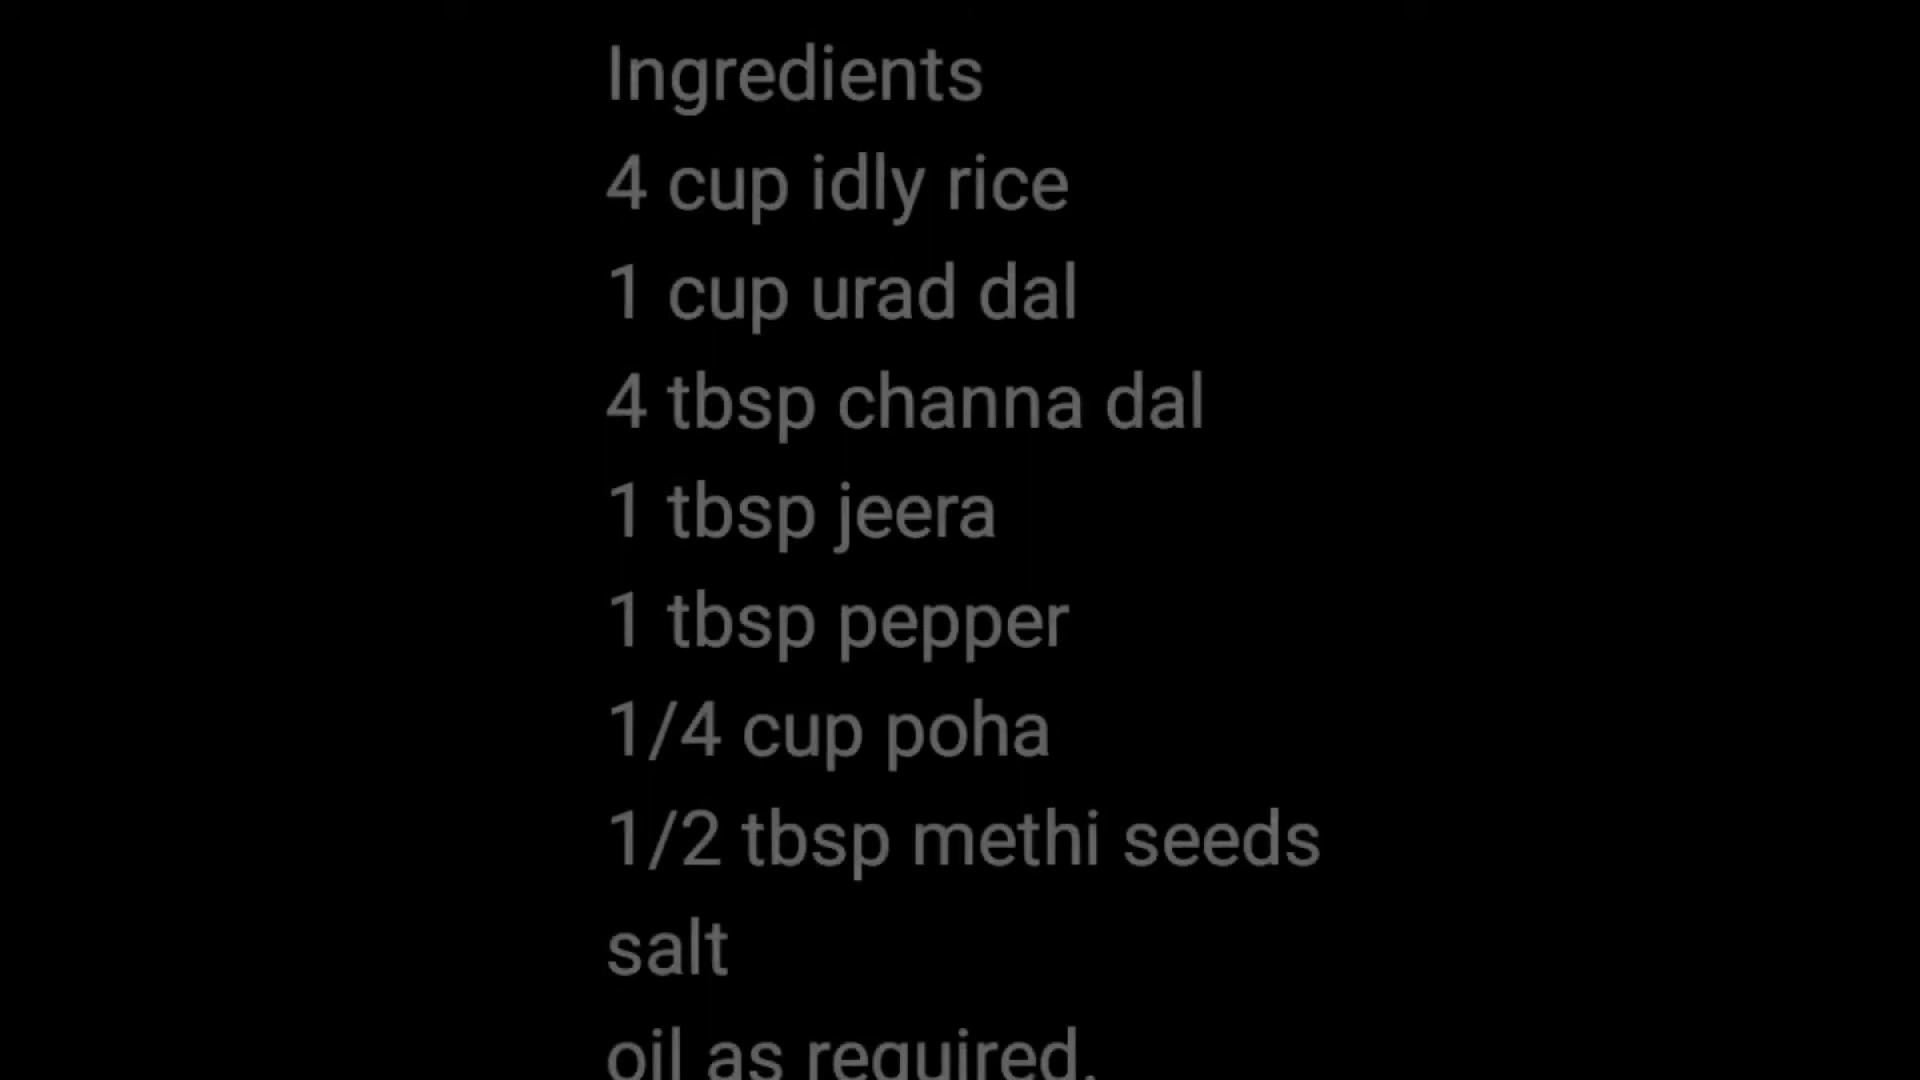 Ingredients
4 cup idly rice
1 cup urad dal
4 tbsp channa dal
1 tbsp jeera
1 tbsp pepper
1/4 cup poha
1/2 tbsp methi seeds
salt
oil as required.